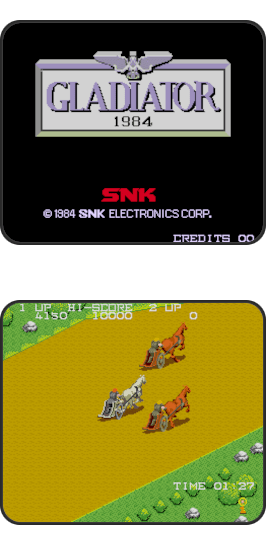 GLADIATOR
1984
SNK
© 1984 SNK ELECTRONICS CORP.
CREDITS 00
1 UP HI-SCORE 2 UP
4150 10000 0
TIME 01:27